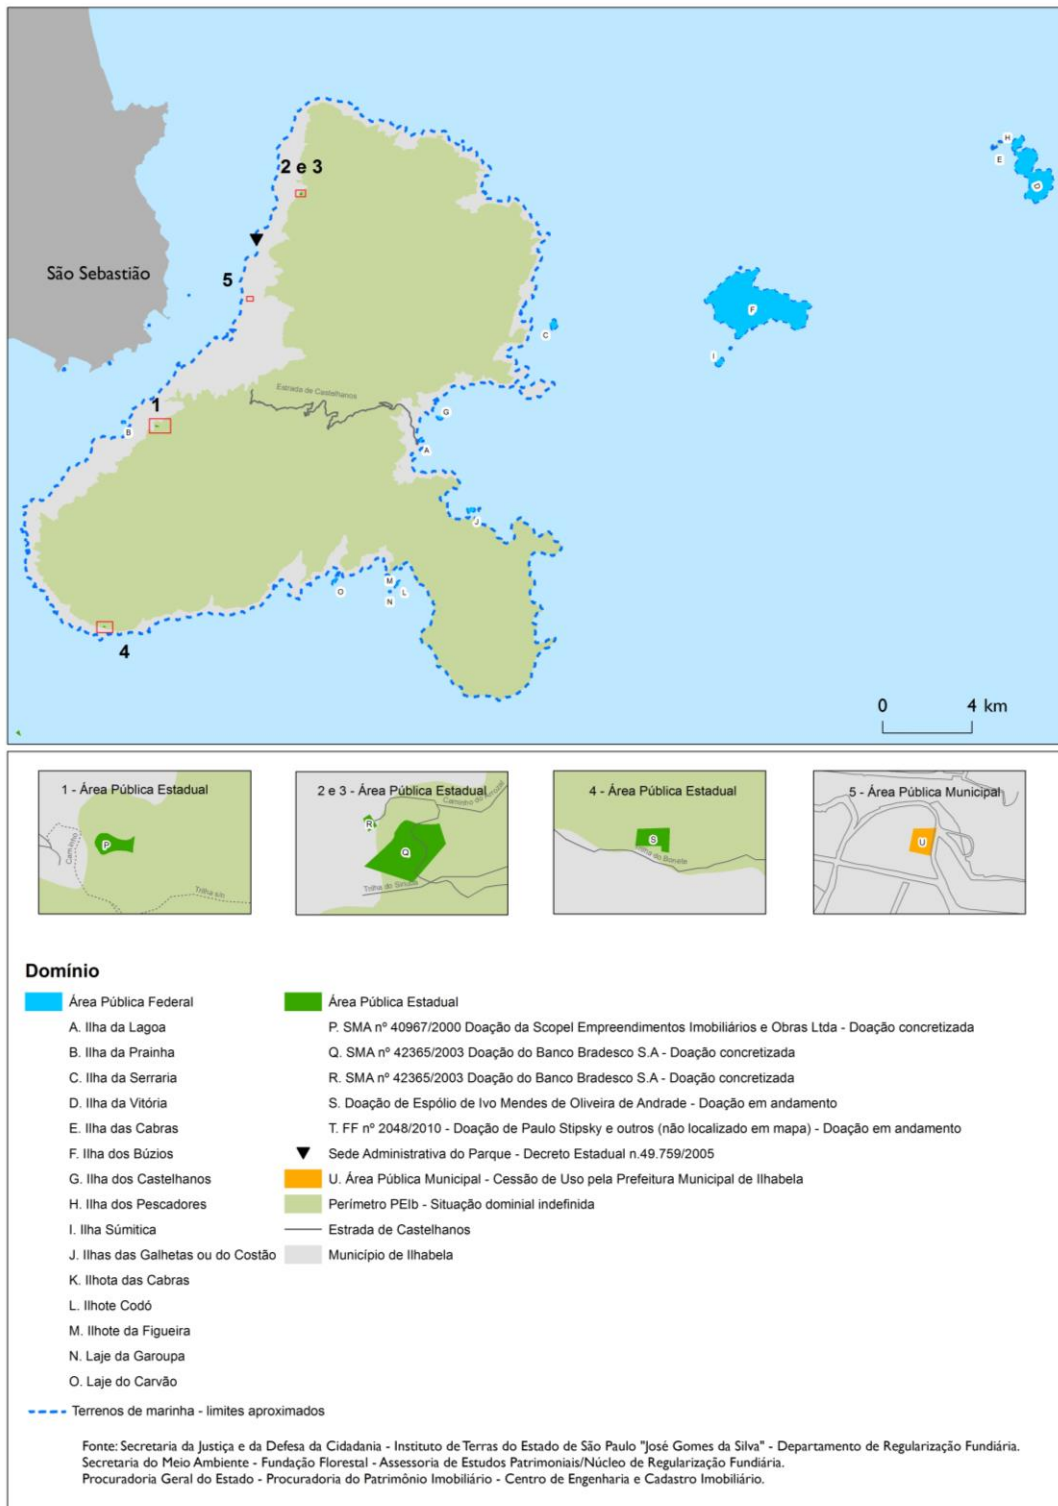 2 e 3
H
E
D
São Sebastião
5
F
C
I
Estrada de Castelhanos
1
G
B
A
J
M
O
L
N
4
0 4 km
1 - Área Pública Estadual
P
Caminho
Trilha s/n
2 e 3 - Área Pública Estadual
R
Q
4 - Área Pública Estadual
S
5 - Área Pública Municipal
U
Domínio
Área Pública Federal
A. Ilha da Lagoa
B. Ilha da Prainha
C. Ilha da Serraria
D. Ilha da Vitória
E. Ilha das Cabras
F. Ilha dos Búzios
G. Ilha dos Castelhanos
H. Ilha dos Pescadores
I. Ilha Súmitica
J. Ilhas das Galhetas ou do Costão
K. Ilhota das Cabras
L. Ilhote Codó
M. Ilhote da Figueira
N. Laje da Garoupa
O. Laje do Carvão
Terrenos de marinha - limites aproximados
Área Pública Estadual
P. SMA nº 40967/2000 Doação da Scopel Empreendimentos Imobiliários e Obras Ltda - Doação concretizada
Q. SMA nº 42365/2003 Doação do Banco Bradesco S.A - Doação concretizada
R. SMA nº 42365/2003 Doação do Banco Bradesco S.A - Doação concretizada
S. Doação de Espólio de Ivo Mendes de Oliveira de Andrade - Doação em andamento
T. FF nº 2048/2010 - Doação de Paulo Stipsky e outros (não localizado em mapa) - Doação em andamento
Sede Administrativa do Parque - Decreto Estadual n.49.759/2005
U. Área Pública Municipal - Cessão de Uso pela Prefeitura Municipal de Ilhabela
Perímetro PEIb - Situação dominial indefinida
Estrada de Castelhanos
Município de Ilhabela
Fonte: Secretaria da Justiça e da Defesa da Cidadania - Instituto de Terras do Estado de São Paulo "José Gomes da Silva" - Departamento de Regularização Fundiária.
Secretaria do Meio Ambiente - Fundação Florestal - Assessoria de Estudos Patrimoniais/Núcleo de Regularização Fundiária.
Procuradoria Geral do Estado - Procuradoria do Patrimônio Imobiliário - Centro de Engenharia e Cadastro Imobiliário.